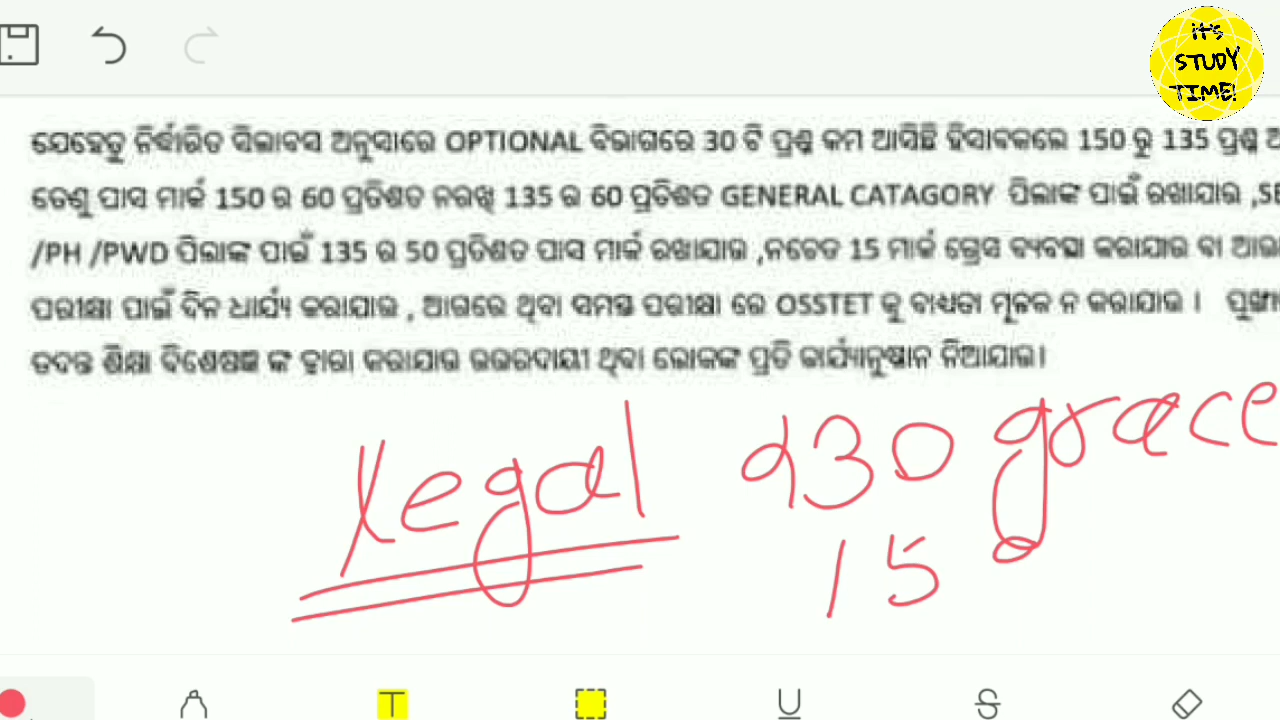 IT'S
STUDY
TIME!
ଯେହେତୁ ନିର୍ଦ୍ଧାରିତ ସିଲାବସ ଅନୁସାରେ OPTIONAL ବିଭାଗରେ 30 ଟି ପ୍ରଶ୍ନ କମ ଆସିଛି ହିସାବକଲେ 150 ରୁ 135 ପ୍ରଶ୍ନ
ତେଣୁ ପାସ ମାର୍କ 150 ର 60 ପ୍ରତିଶତ ନରଖି 135 ର 60 ପ୍ରତିଶତ GENERAL CATAGORY ପିଲାଙ୍କ ପାଇଁ ରଖାଯାଉ ,
/PH /PWD ପିଲାଙ୍କ ପାଇଁ 135 ର 50 ପ୍ରତିଶତ ପାସ ମାର୍କ ରଖାଯାଉ ,ନଚେତ 15 ମାର୍କ ଗ୍ରେସ ବ୍ୟବସ୍ଥା କରାଯାଉ ବା
ପରୀକ୍ଷା ପାଇଁ ଦିନ ଧାର୍ଯ୍ୟ କରାଯାଉ , ଆଗରେ ଥିବା ସମସ୍ତ ପରୀକ୍ଷା ରେ OSSTET କୁ ବାଧ୍ୟତା ମୂଳକ ନ କରାଯାଉ ।
ତଦନ୍ତ ଶିକ୍ଷା ବିଶେଷଜ୍ଞ ଙ୍କ ଦ୍ୱାରା କରାଯାଉ ଉତ୍ତରଦାୟୀ ଥିବା ଲୋକଙ୍କ ପ୍ରତି କାର୍ଯ୍ୟାନୁଷ୍ଠାନ ନିଆଯାଉ।
legal 30 grace
15